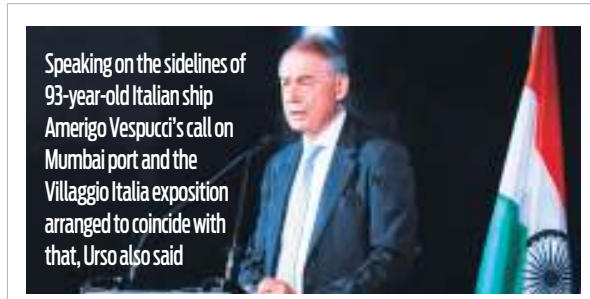 Speaking on the sidelines of
93-year-old Italian ship
Amerigo Vespucci's call on
Mumbai port and the
Villaggio Italia exposition
arranged to coincide with
that, Urso also said